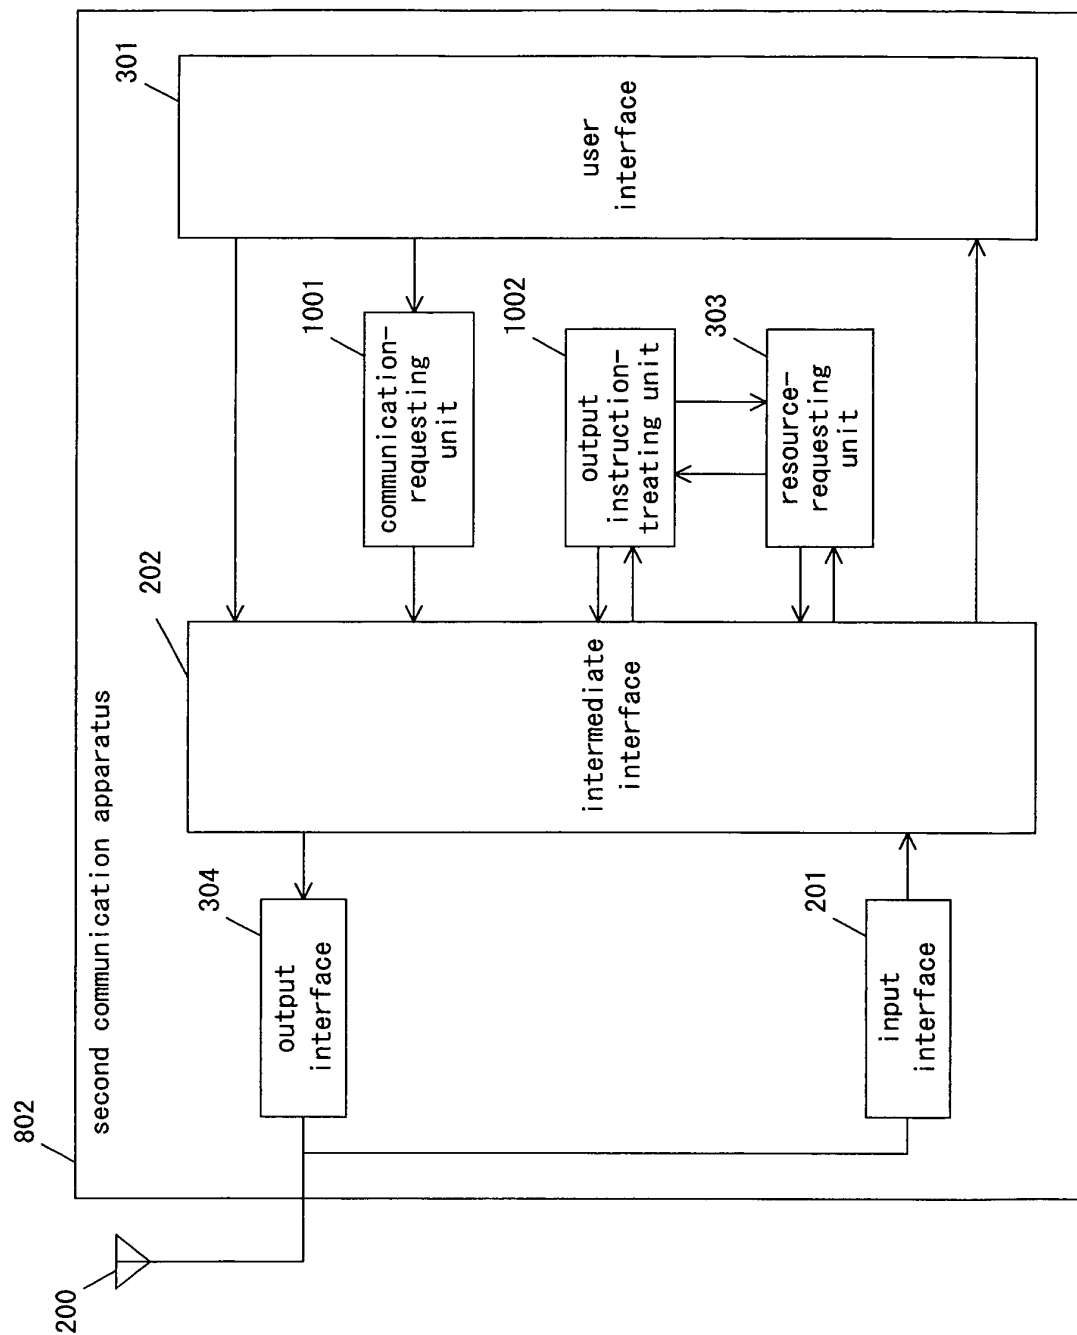 802
second communication apparatus
200
304
output
interface
201
input
interface
202
intermediate
interface
1001
communication-
requesting
unit
1002
output
instruction-
treating unit
303
resource-
requesting
unit
301
user
interface